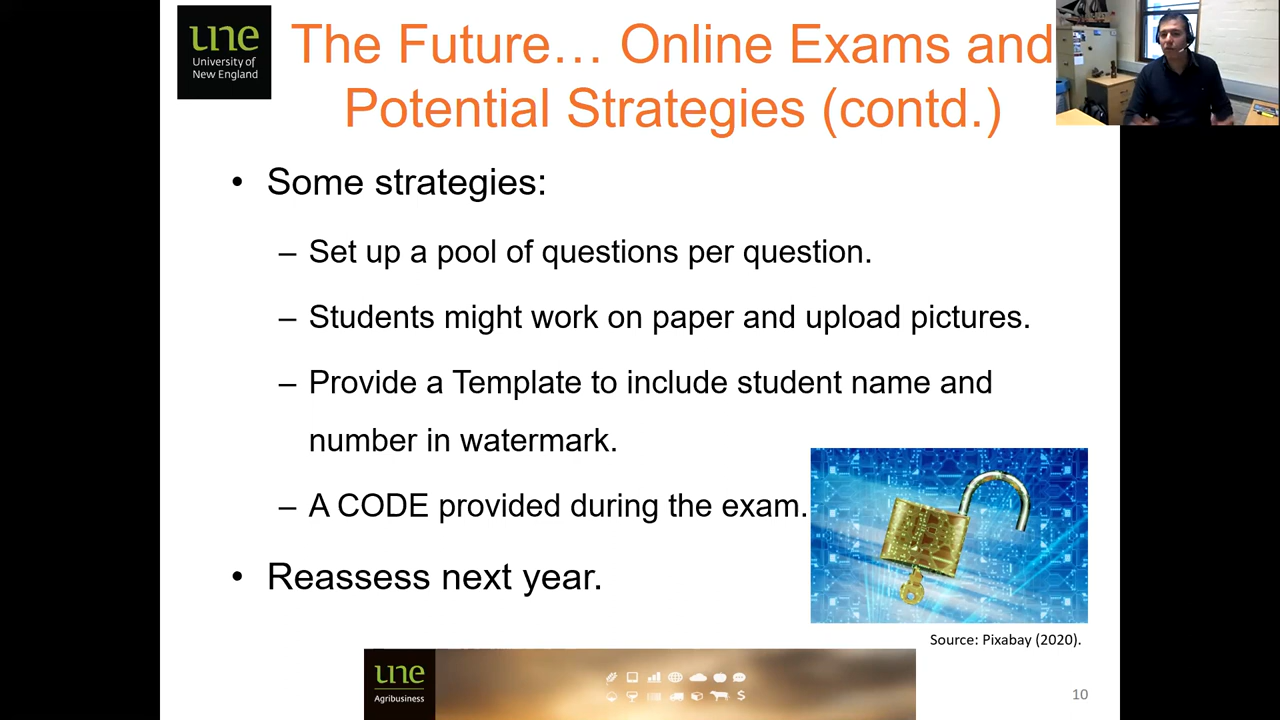 une
University of
New England
The Future… Online Exams and
Potential Strategies (contd.)
• Some strategies:
– Set up a pool of questions per question.
– Students might work on paper and upload pictures.
– Provide a Template to include student name and
number in watermark.
– A CODE provided during the exam.
• Reassess next year.
Source: Pixabay (2020).
une
Agribusiness
10